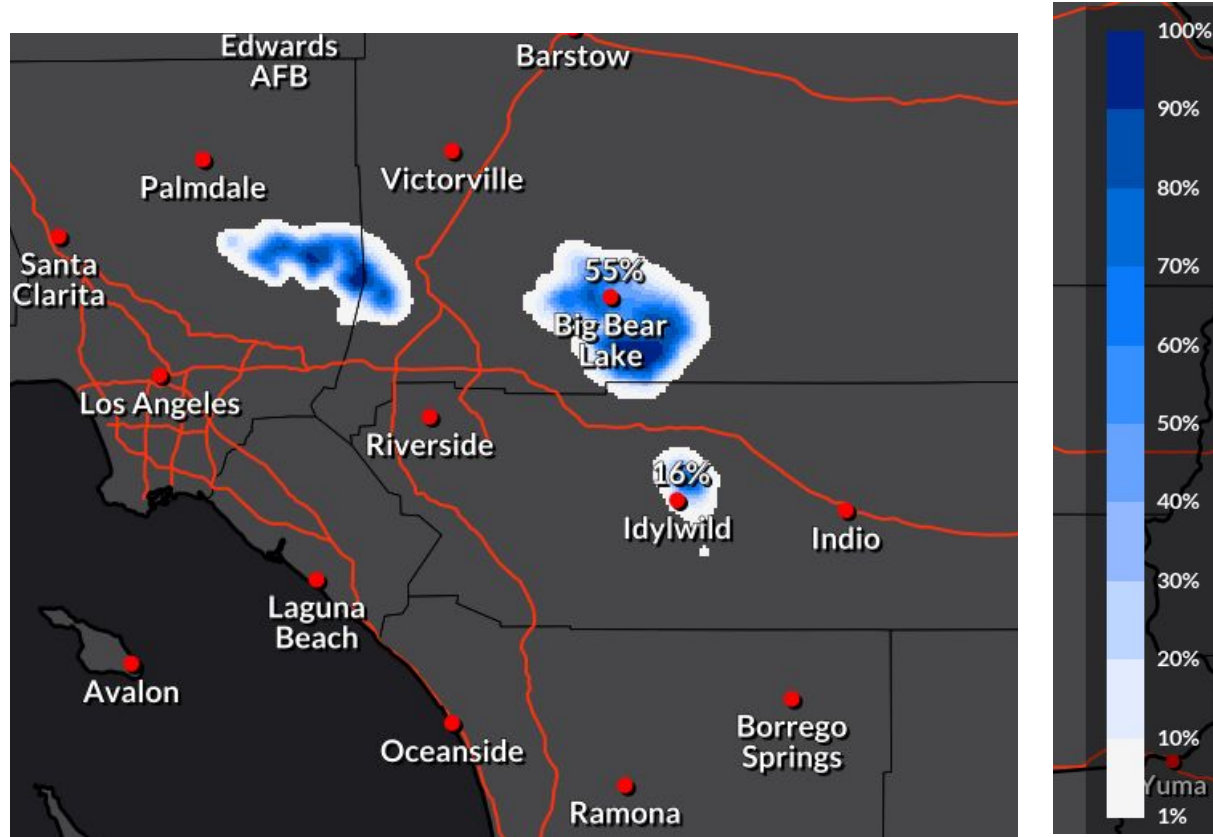 Edwards
AFB
Barstow
Palmdale
Victorville
Santa
Clarita
55%
Big Bear
Lake
Los Angeles
Riverside
16%
Idylwild
Indio
Laguna
Beach
Avalon
Oceanside
Borrego
Springs
Ramona
100%
90%
80%
70%
60%
50%
40%
30%
20%
10%
Yuma
1%